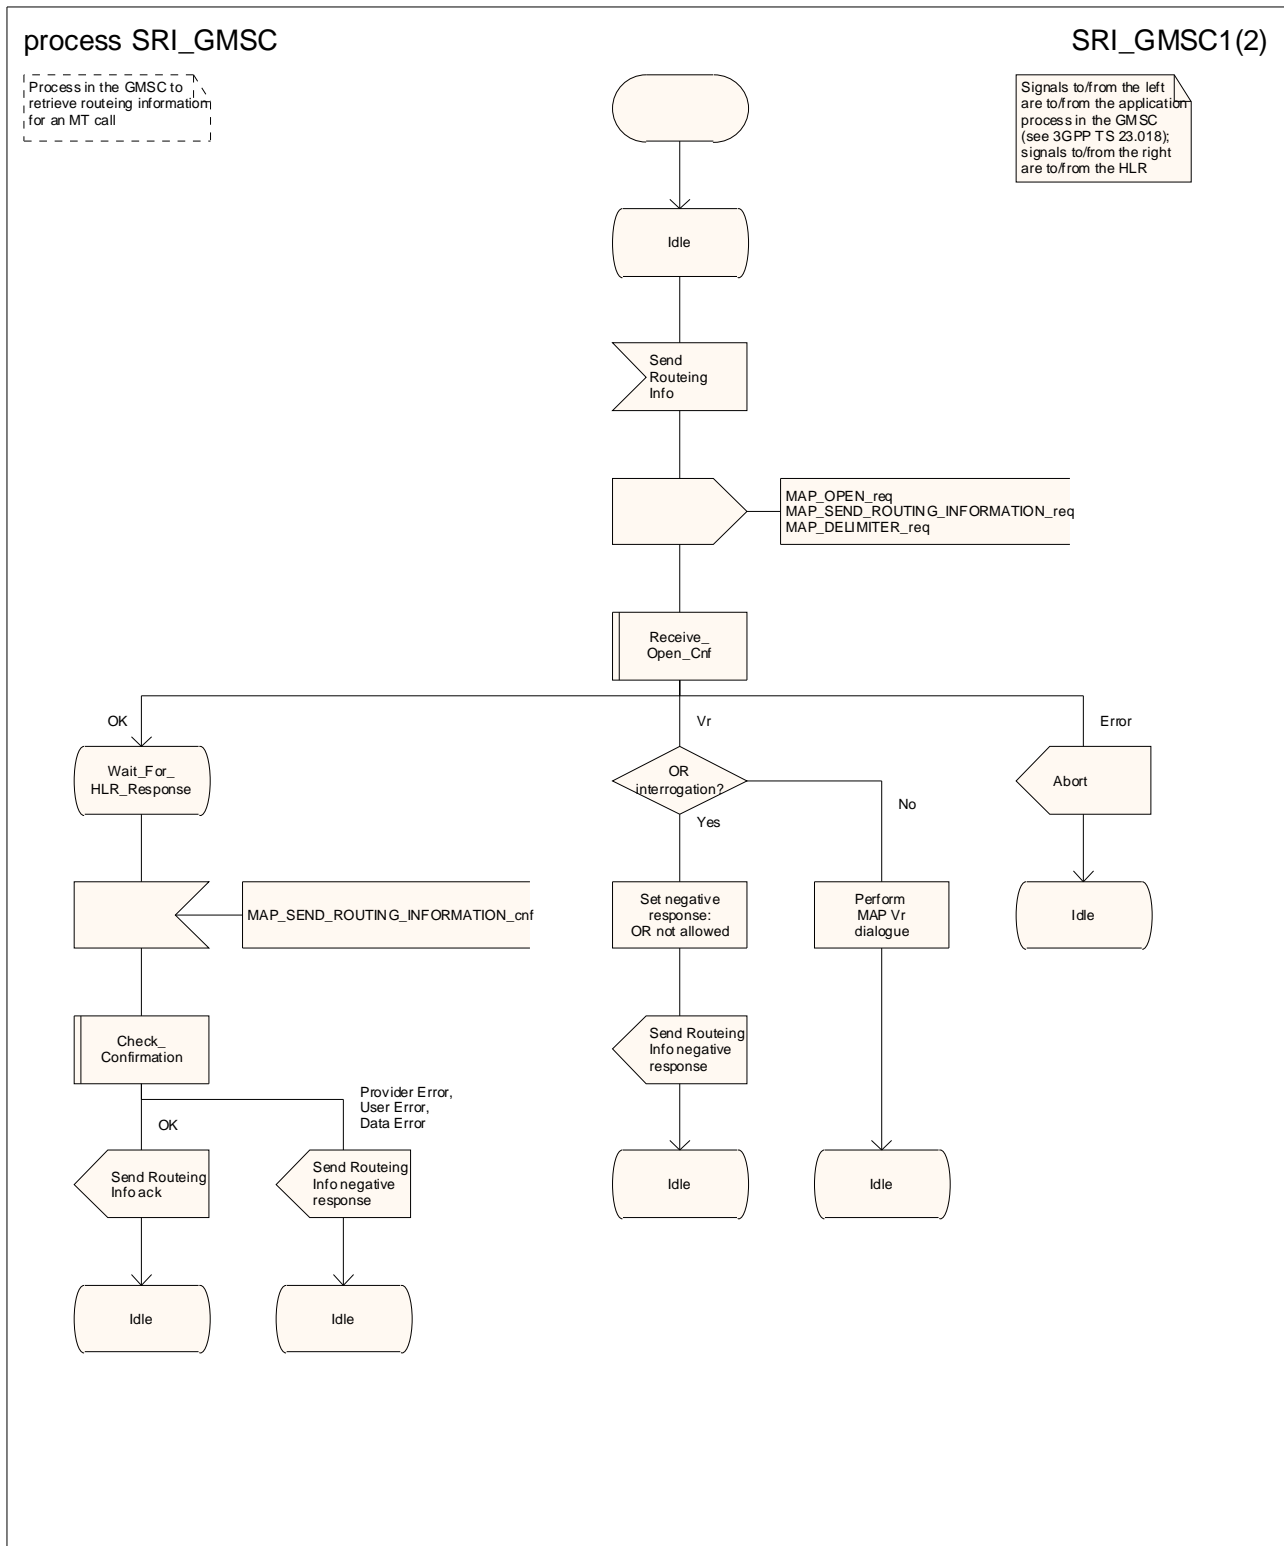 process SRI_GMSC
SRI_GMSC1(2)
Process in the GMSC to
retrieve routeing information
for an MT call
Signals to/from the left
are to/from the application
process in the GMSC
(see 3GPP TS 23.018);
signals to/from the right
are to/from the HLR
Idle
Send
Routeing
Info
MAP_OPEN_req
MAP_SEND_ROUTING_INFORMATION_req
MAP_DELIMITER_req
Receive_
Open_Cnf
OK
Vr
Error
Wait_For_
HLR_Response
OR
interrogation?
Abort
No
Yes
MAP_SEND_ROUTING_INFORMATION_cnf
Set negative
response:
OR not allowed
Perform
MAP Vr
dialogue
Idle
Check_
Confirmation
Send Routeing
Info negative
response
Provider Error,
User Error,
Data Error
OK
Send Routeing
Info ack
Send Routeing
Info negative
response
Idle
Idle
Idle
Idle